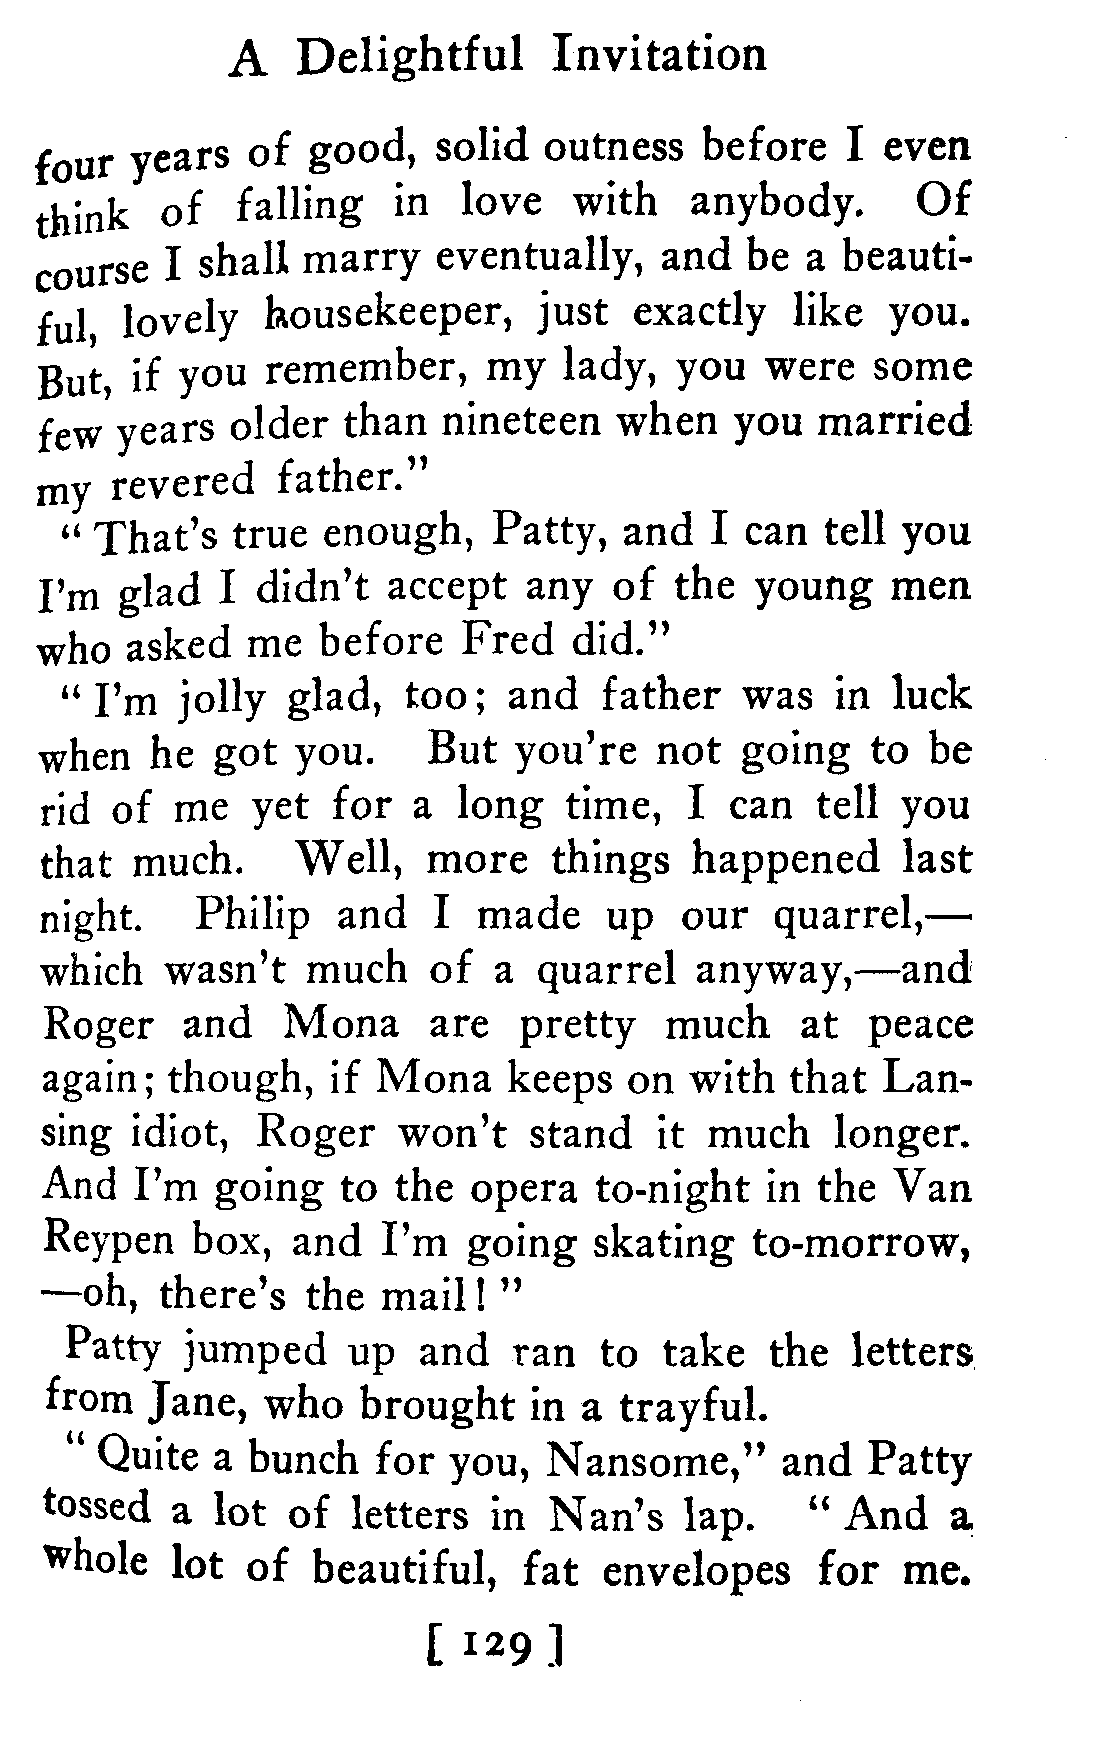 A Delightful Invitation
four years of good, solid outness before I even
think of falling in love with anybody. Of
course I shall marry eventually, and be a beauti-
ful, lovely housekeeper, just exactly like you.
But, if you remember, my lady, you were some
few years older than nineteen when you married
my revered father."
" That's true enough, Patty, and I can tell you
I'm glad I didn't accept any of the young men
who asked me before Fred did."
" I'm jolly glad, too; and father was in luck
when he got you. But you're not going to be
rid of me yet for a long time, I can tell you
that much. Well, more things happened last
night. Philip and I made up our quarrel,—
which wasn't much of a quarrel anyway,—and
Roger and Mona are pretty much at peace
again; though, if Mona keeps on with that Lan-
sing idiot, Roger won't stand it much longer.
And I'm going to the opera to-night in the Van
Reypen box, and I'm going skating to-morrow,
—oh, there's the mail! "
Patty jumped up and ran to take the letters
from Jane, who brought in a trayful.
" Quite a bunch for you, Nansome," and Patty
tossed a lot of letters in Nan's lap. " And a
whole lot of beautiful, fat envelopes for me.
[ 129 ]